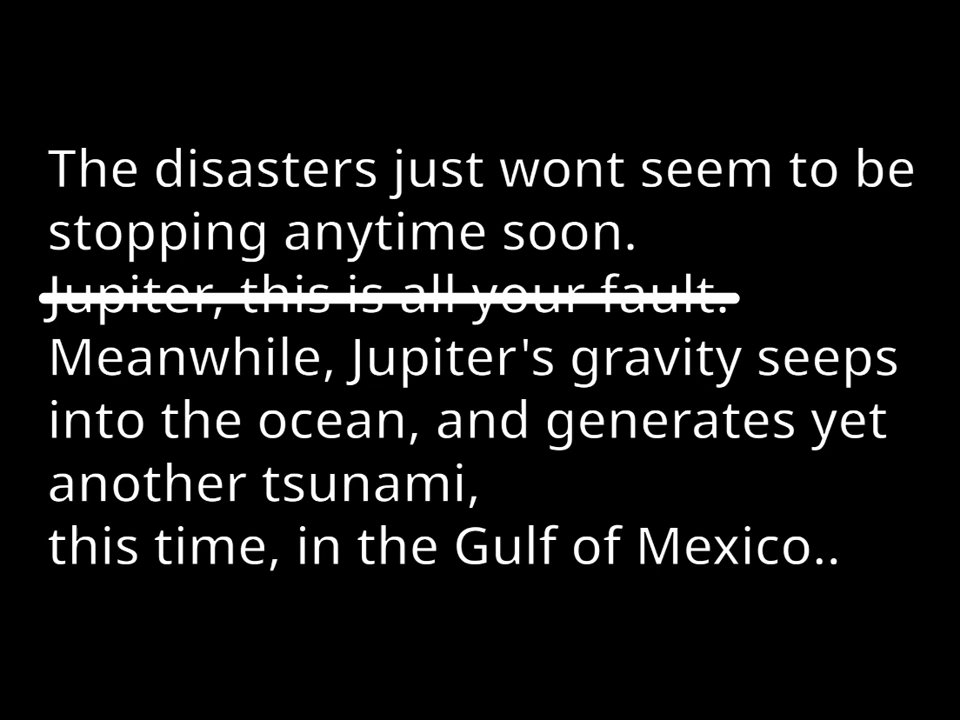 The disasters just wont seem to be
stopping anytime soon.
Jupiter, this is all your fault.
Meanwhile, Jupiter's gravity seeps
into the ocean, and generates yet
another tsunami,
this time, in the Gulf of Mexico..